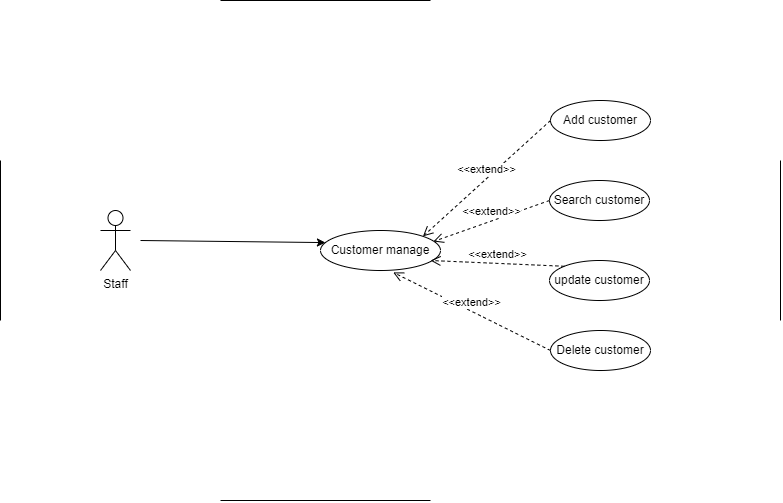 Add customer
<<extend>>
Search customer
<<extend>>
Customer manage
<<extend>>
update customer
Staff
<<extend>>
Delete customer